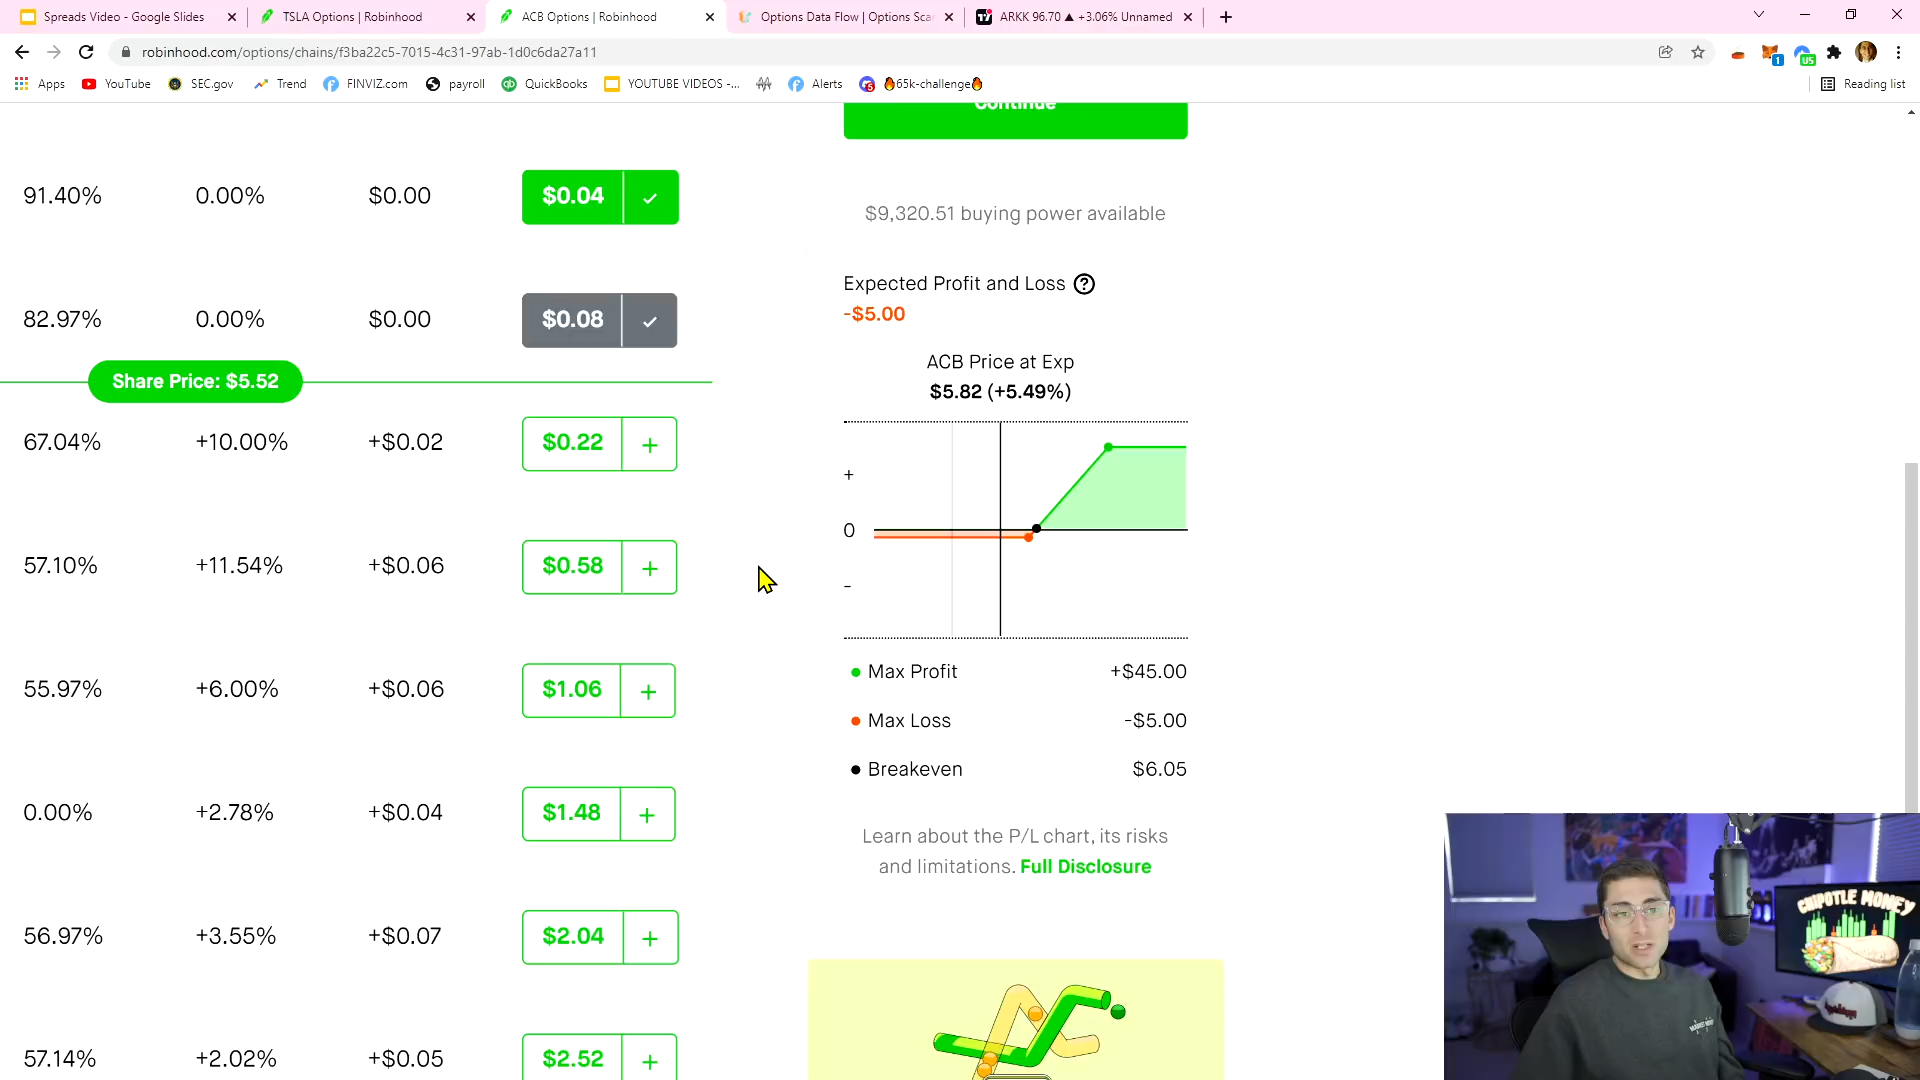 Spreads Video - Google Slides
TSLA Options | Robinhood
ACB Options | Robinhood
Options Data Flow | Options Scan
ARKK 96.70 ▲ +3.06% Unnamed
robinhood.com/options/chains/f3ba22c5-7015-4c31-97ab-1d0c6da27a11
1
US
Apps
YouTube
SEC.gov
Trend
FINVIZ.com
payroll
QuickBooks
YOUTUBE VIDEOS -...
Alerts
🔥65k-challenge🔥
Reading list
Continue
91.40% 0.00% $0.00 $0.04
$9,320.51 buying power available
82.97% 0.00% $0.00 $0.08
Share Price: $5.52
67.04% +10.00% +$0.02 $0.22 +
57.10% +11.54% +$0.06 $0.58 +
55.97% +6.00% +$0.06 $1.06 +
0.00% +2.78% +$0.04 $1.48 +
56.97% +3.55% +$0.07 $2.04 +
57.14% +2.02% +$0.05 $2.52 +
Expected Profit and Loss ?
-$5.00
ACB Price at Exp
$5.82 (+5.49%)
+
0
-
Max Profit +$45.00
Max Loss -$5.00
Breakeven $6.05
Learn about the P/L chart, its risks
and limitations. Full Disclosure
CHIPOTLE MONEY